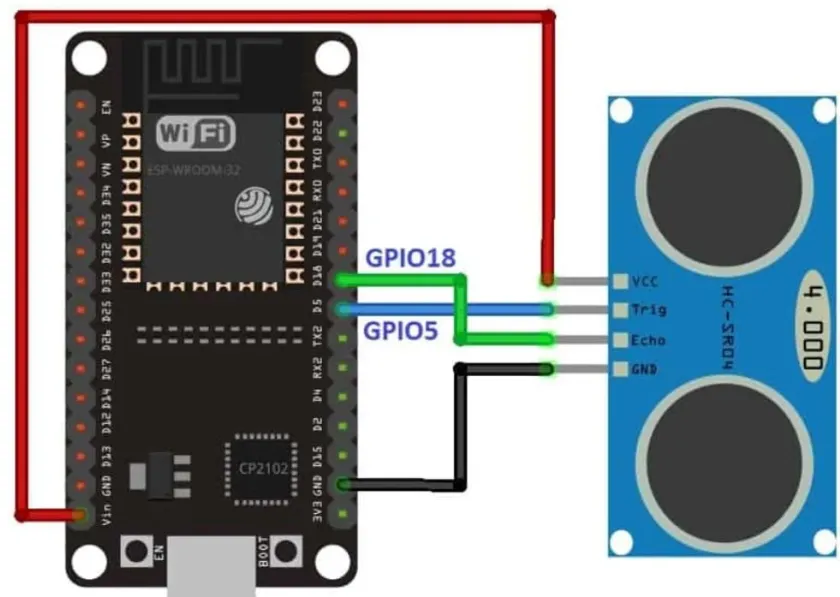 EN
VP
VN
D34
D35
D32
D33
D25
D26
D27
D14
D12
D13
GND
Vin
WiFi
ESP-WROOM-32
D23
D22
TX0
RX0
D21
D19
D18
D5
TX2
RX2
D4
D2
D15
GND
3V3
CP2102
EN
BOOT
GPIO18
GPIO5
VCC
Trig
Echo
GND
HC-SR04
4.000